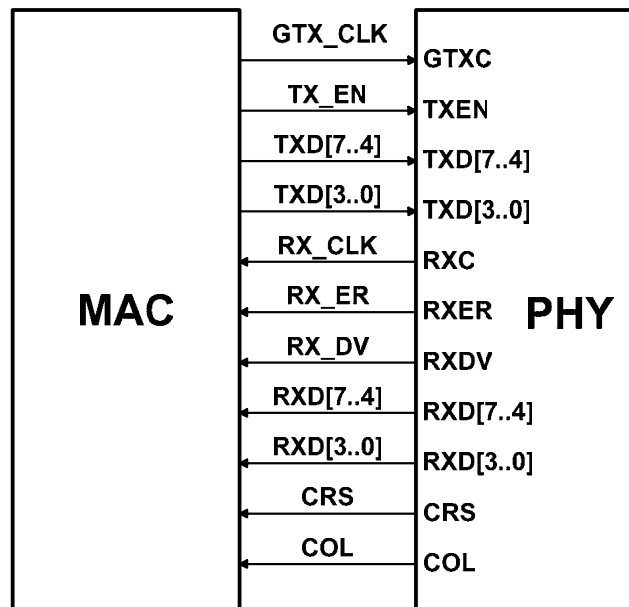 GTX_CLK
GTXC
TX_EN
TXEN
TXD[7..4]
TXD[7..4]
TXD[3..0]
TXD[3..0]
RX_CLK
RXC
MAC
RX_ER
RXER
PHY
RX_DV
RXDV
RXD[7..4]
RXD[7..4]
RXD[3..0]
RXD[3..0]
CRS
CRS
COL
COL